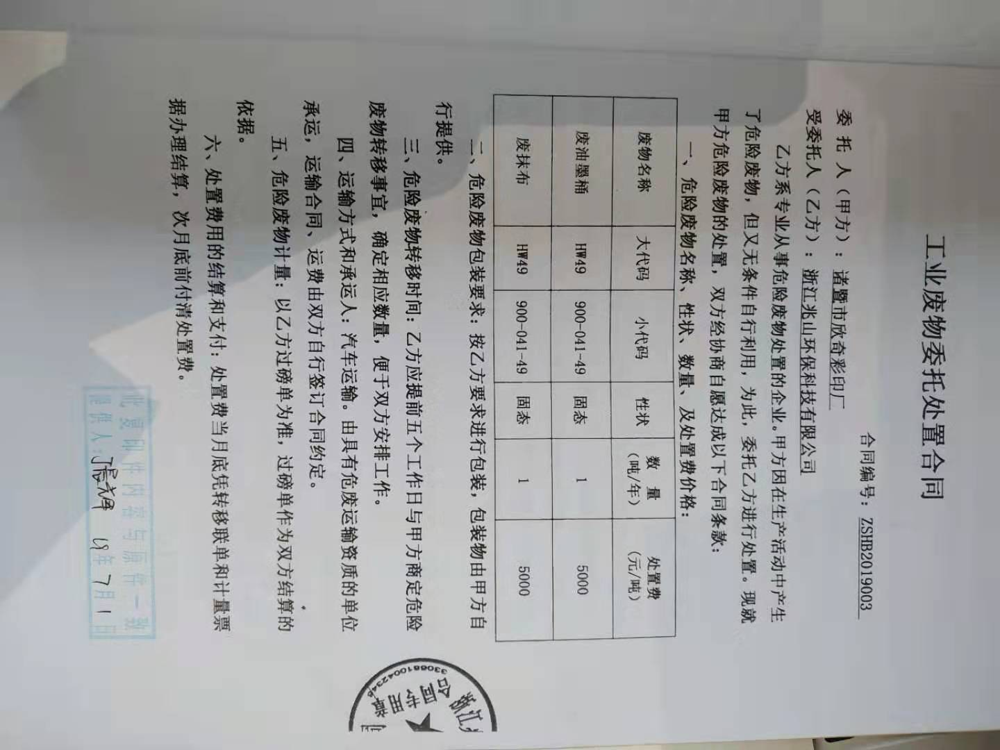 工业废物委托处置合同
合同编号：ZSHB2019003
委 托 人（甲方）：诸暨市欣奇彩印厂
受委托人（乙方）：浙江兆山环保科技有限公司
乙方系专业从事危险废物处置的企业。甲方因在生产活动中产生
了危险废物，但又无条件自行利用，为此，委托乙方进行处置。现就
甲方危险废物的处置，双方经协商自愿达成以下合同条款：
一、危险废物名称、性状、数量、及处置费价格：
废物名称 大代码 小代码 性状 数 量（吨/年） 处置费（元/吨）
废油墨桶 HW49 900-041-49 固态 1 5000
废抹布 HW49 900-041-49 固态 1 5000
二、危险废物包装要求：按乙方要求进行包装，包装物由甲方自
行提供。
三、危险废物转移时间：乙方应提前五个工作日与甲方商定危险
废物转移事宜，确定相应数量，便于双方安排工作。
四、运输方式和承运人：汽车运输。由具有危废运输资质的单位
承运，运输合同、运费由双方自行签订合同约定。
五、危险废物计量：以乙方过磅单为准，过磅单作为双方结算的
依据。
六、处置费用的结算和支付：处置费当月底凭转移联单和计量票
据办理结算，次月底前付清处置费。
此复印件内容与原件一致
提供人： 19年7月1日
浙江
合同专用章
3306810042346